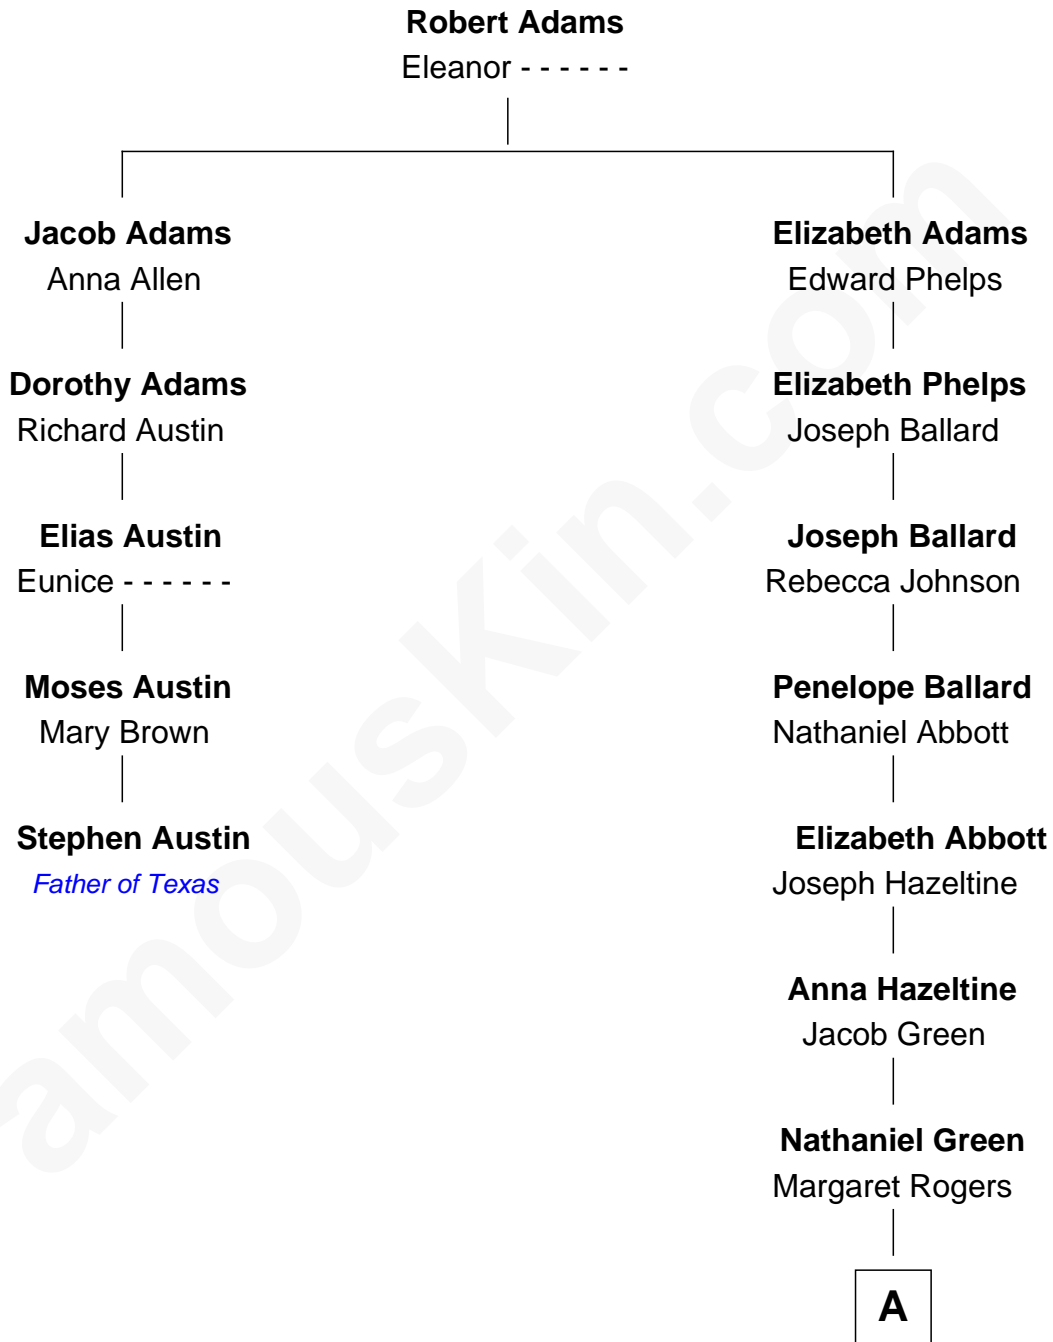 Robert Adams
Eleanor - - - - - -
Jacob Adams
Anna Allen
Elizabeth Adams
Edward Phelps
Dorothy Adams
Richard Austin
Elizabeth Phelps
Joseph Ballard
Elias Austin
Eunice - - - - - -
Joseph Ballard
Rebecca Johnson
Moses Austin
Mary Brown
Penelope Ballard
Nathaniel Abbott
Stephen Austin
Father of Texas
Elizabeth Abbott
Joseph Hazeltine
Anna Hazeltine
Jacob Green
Nathaniel Green
Margaret Rogers
A
amouskin.com